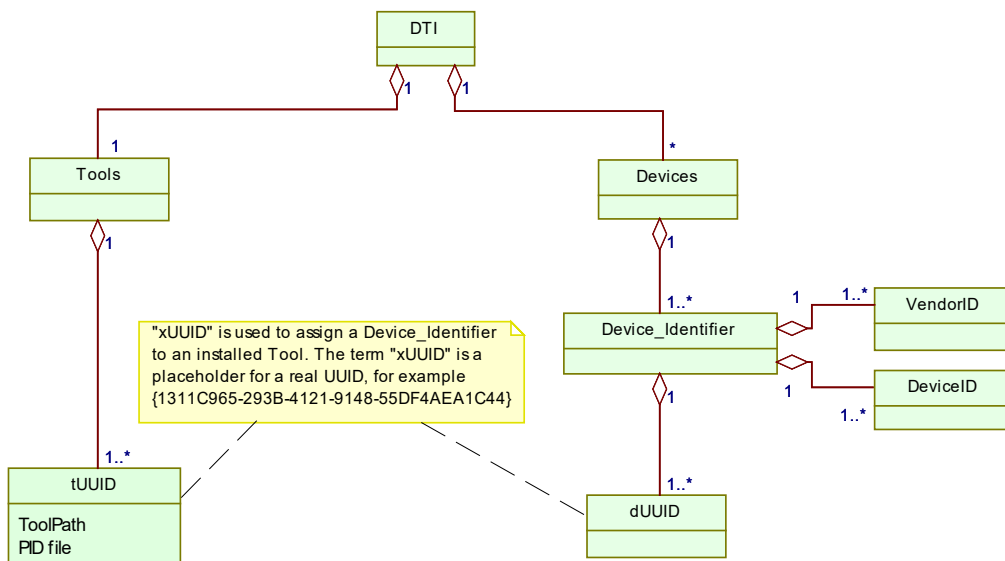 DTI
1
1
1
*
Tools
Devices
1
1
1..*
1
1..*
VendorID
"xUUID" is used to assign a Device_Identifier
to an installed Tool. The term "xUUID" is a
placeholder for a real UUID, for example
{1311C965-293B-4121-9148-55DF4AEA1C44}
Device_Identifier
DeviceID
1
1
1..*
1..*
1..*
tUUID
ToolPath
PID file
dUUID